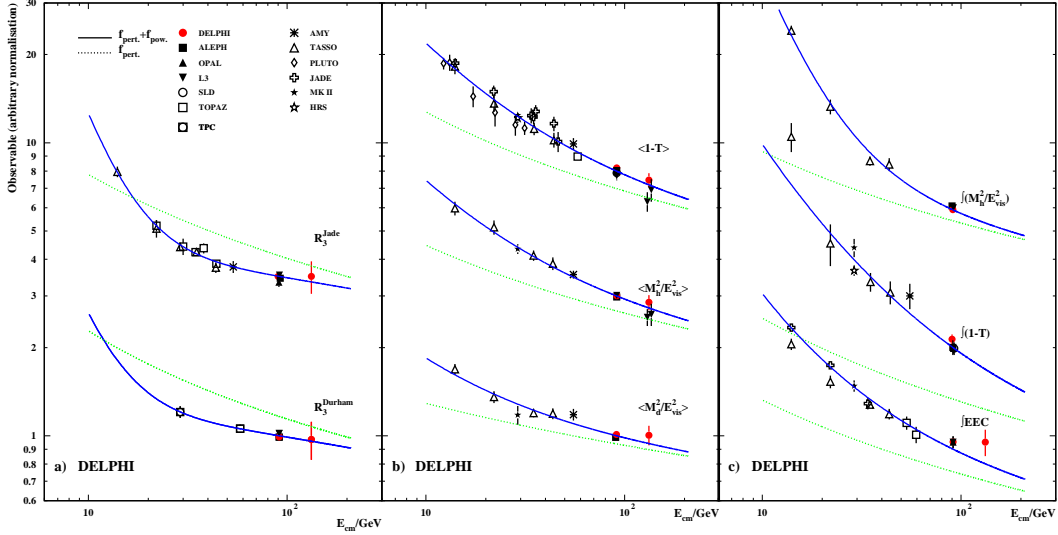 Observable (arbitrary normalisation)
30
20
10
9
8
7
6
5
4
3
2
1
0.9
0.8
0.7
0.6
f_pert.+f_pow.
f_pert.
DELPHI
ALEPH
OPAL
L3
SLD
TOPAZ
TPC
AMY
TASSO
PLUTO
JADE
MK II
HRS
R_3^Jade
R_3^Durham
a) DELPHI
10
10^2
E_cm/GeV
<1-T>
<M_h^2/E_vis^2>
<M_d^2/E_vis^2>
b) DELPHI
10
10^2
E_cm/GeV
∫(M_h^2/E_vis^2)
∫(1-T)
∫EEC
c) DELPHI
10
10^2
E_cm/GeV